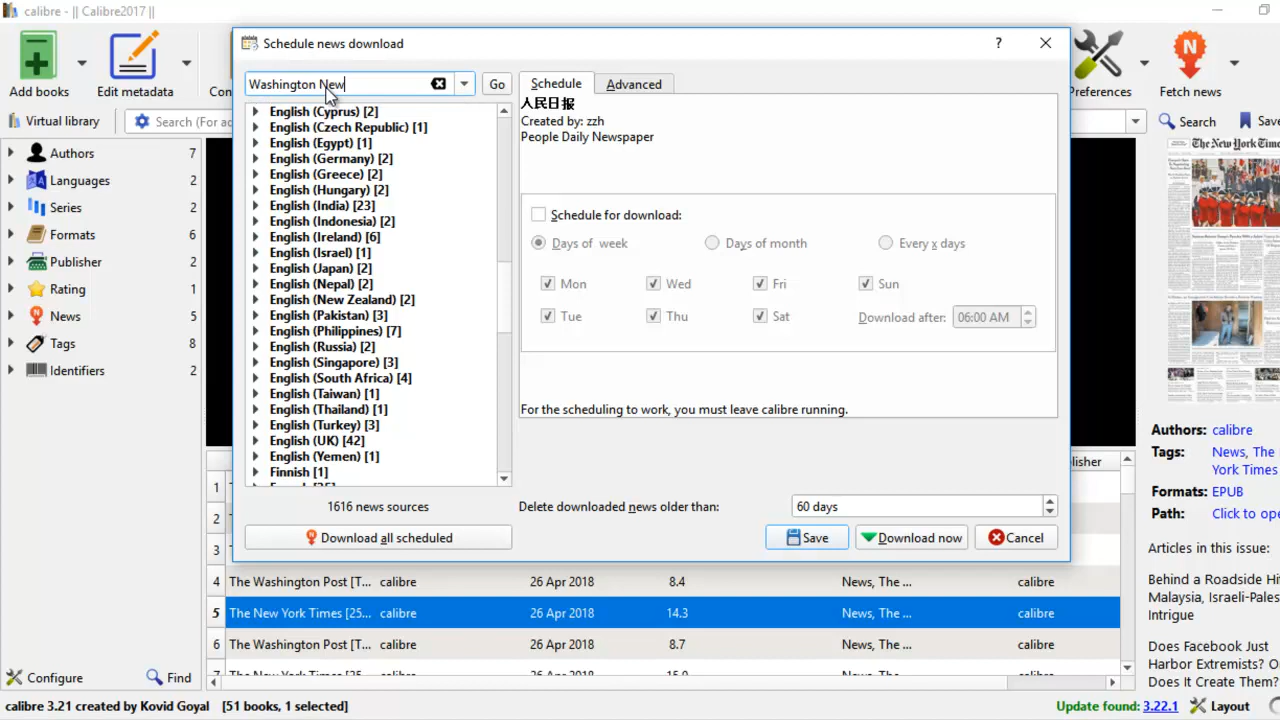 calibre - || Calibre2017 ||
Schedule news download
?
Add books
Edit metadata
Preferences
Fetch news
Washington New
Go
Schedule
Advanced
Virtual library
Search
Authors 7
Languages 2
Series 2
Formats 2
Publisher 2
Rating 1
News 5
Tags 8
Identifiers 2
Configure
Find
English (Cyprus) [2]
English (Czech Republic) [1]
English (Egypt) [1]
English (Germany) [2]
English (Greece) [2]
English (Hungary) [2]
English (India) [23]
English (Indonesia) [2]
English (Ireland) [6]
English (Israel) [1]
English (Japan) [2]
English (Nepal) [2]
English (New Zealand) [2]
English (Pakistan) [3]
English (Philippines) [7]
English (Russia) [2]
English (Singapore) [3]
English (South Africa) [4]
English (Taiwan) [1]
English (Thailand) [1]
English (Turkey) [3]
English (UK) [42]
English (Yemen) [1]
Finnish [1]
1616 news sources
Download all scheduled
人民日报
Created by: zzh
People Daily Newspaper
Schedule for download:
Days of week
Days of month
Every x days
Mon
Wed
Fri
Sun
Tue
Thu
Sat
Download after: 06:00 AM
For the scheduling to work, you must leave calibre running.
Delete downloaded news older than: 60 days
Save
Download now
Cancel
1
2
3
4 The Washington Post [T... calibre 26 Apr 2018 8.4 News, The ... calibre
5 The New York Times [25... calibre 26 Apr 2018 14.3 News, The ... calibre
6 The Washington Post [T... calibre 26 Apr 2018 8.7 News, The ... calibre
The New York Times
Authors: calibre
Tags: News, The
York Times
Formats: EPUB
Path: Click to ope
Articles in this issue:
Behind a Roadside Hi
Malaysia, Israeli-Pales
Intrigue
Does Facebook Just
Harbor Extremists? O
Does It Create Them?
calibre 3.21 created by Kovid Goyal [51 books, 1 selected]
Update found: 3.22.1
Layout